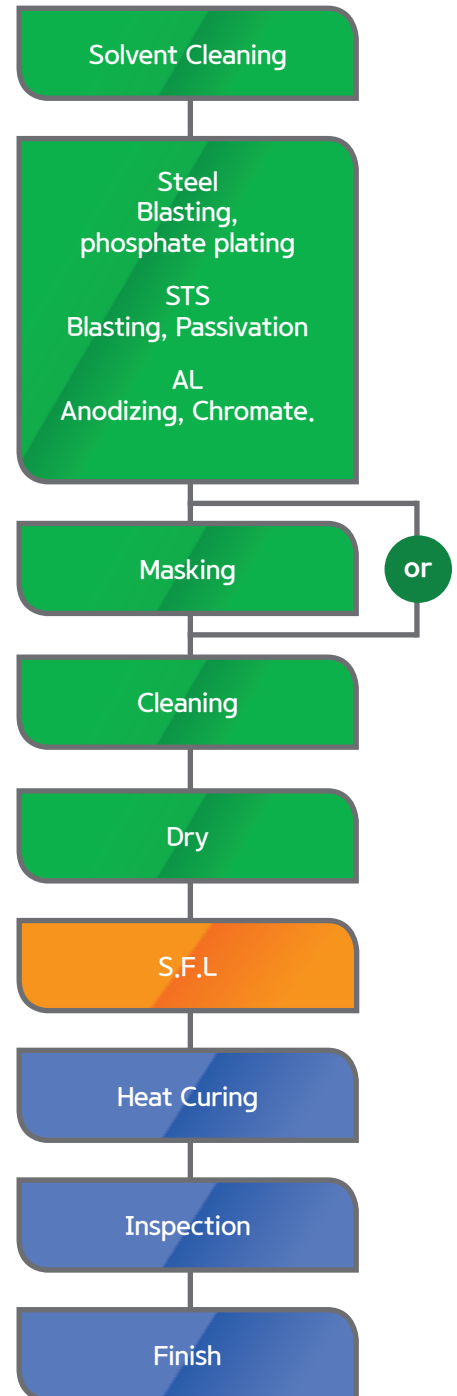 Solvent Cleaning
Steel
Blasting,
phosphate plating
STS
Blasting, Passivation
AL
Anodizing, Chromate.
Masking
or
Cleaning
Dry
S.F.L
Heat Curing
Inspection
Finish